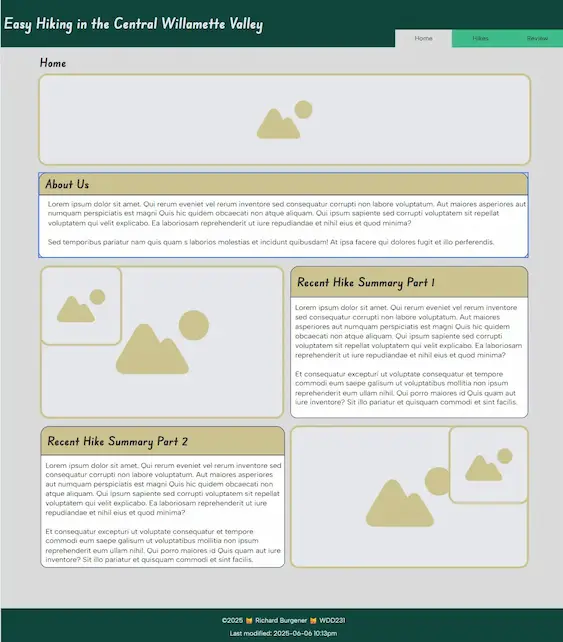 Easy Hiking in the Central Willamette Valley
Home Hikes Review
Home
About Us
Lorem ipsum dolor sit amet. Qui rerum eveniet vel rerum inventore sed consequatur corrupti non labore voluptatum. Aut maiores asperiores aut
numquam perspiciatis est magni Quis hic quidem obcaecati non atque aliquam. Qui ipsum sapiente sed corrupti voluptatem sit repellat
voluptatum qui velit explicabo. Ea laboriosam reprehenderit ut iure repudiandae et nihil eius et quod minima?
Sed temporibus pariatur nam quis quam s laborios molestias et incidunt quibusdam! At ipsa facere qui dolores fugit et illo perferendis.
Recent Hike Summary Part 1
Lorem ipsum dolor sit amet. Qui rerum eveniet vel rerum inventore
sed consequatur corrupti non labore voluptatum. Aut maiores
asperiores aut numquam perspiciatis est magni Quis hic quidem
obcaecati non atque aliquam. Qui ipsum sapiente sed corrupti
voluptatem sit repellat voluptatum qui velit explicabo. Ea laboriosam
reprehenderit ut iure repudiandae et nihil eius et quod minima?
Et consequatur excepturi ut voluptate consequatur et tempore
commodi eum saepe galisum ut voluptatibus mollitia non ipsum
reprehenderit eum ullam nihil. Qui porro maiores id Quis quam aut
iure inventore? Sit illo pariatur et quisquam commodi et sint facilis.
Recent Hike Summary Part 2
Lorem ipsum dolor sit amet. Qui rerum eveniet vel rerum inventore sed
consequatur corrupti non labore voluptatum. Aut maiores asperiores
aut numquam perspiciatis est magni Quis hic quidem obcaecati non
atque aliquam. Qui ipsum sapiente sed corrupti voluptatem sit repellat
voluptatum qui velit explicabo. Ea laboriosam reprehenderit ut iure
repudiandae et nihil eius et quod minima?
Et consequatur excepturi ut voluptate consequatur et tempore
commodi eum saepe galisum ut voluptatibus mollitia non ipsum
reprehenderit eum ullam nihil. Qui porro maiores id Quis quam aut iure
inventore? Sit illo pariatur et quisquam commodi et sint facilis.
©2025 Richard Burgener WDD231
Last modified: 2025-06-06 10:13pm